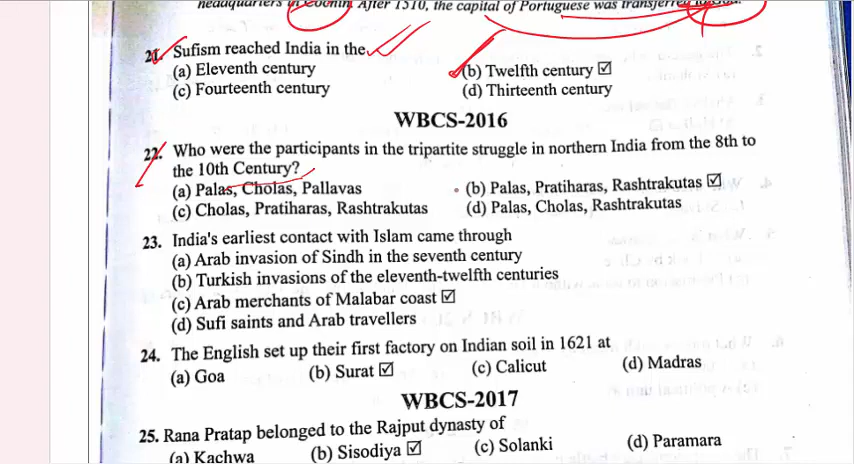 headquarters in Cochin. After 1510, the capital of Portuguese was transferred
21. Sufism reached India in the
(a) Eleventh century (b) Twelfth century ☑
(c) Fourteenth century (d) Thirteenth century
WBCS-2016
22. Who were the participants in the tripartite struggle in northern India from the 8th to
the 10th Century?
(a) Palas, Cholas, Pallavas (b) Palas, Pratiharas, Rashtrakutas ☑
(c) Cholas, Pratiharas, Rashtrakutas (d) Palas, Cholas, Rashtrakutas
23. India's earliest contact with Islam came through
(a) Arab invasion of Sindh in the seventh century
(b) Turkish invasions of the eleventh-twelfth centuries
(c) Arab merchants of Malabar coast ☑
(d) Sufi saints and Arab travellers
24. The English set up their first factory on Indian soil in 1621 at
(a) Goa (b) Surat ☑ (c) Calicut (d) Madras
WBCS-2017
25. Rana Pratap belonged to the Rajput dynasty of
(a) Kachwa (b) Sisodiya ☑ (c) Solanki (d) Paramara